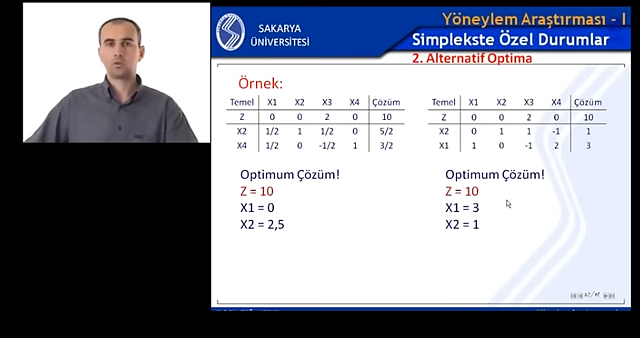 SAKARYA
ÜNİVERSİTESİ
Yöneylem Araştırması - I
Simplekste Özel Durumlar
2. Alternatif Optima
Örnek:
Temel X1 X2 X3 X4 Çözüm
Z 0 0 2 0 10
X2 1/2 1 1/2 0 5/2
X4 1/2 0 -1/2 1 3/2
Optimum Çözüm!
Z = 10
X1 = 0
X2 = 2,5
Temel X1 X2 X3 X4 Çözüm
Z 0 0 2 0 10
X2 0 1 1 -1 1
X1 1 0 -1 2 3
Optimum Çözüm!
Z = 10
X1 = 3
X2 = 1